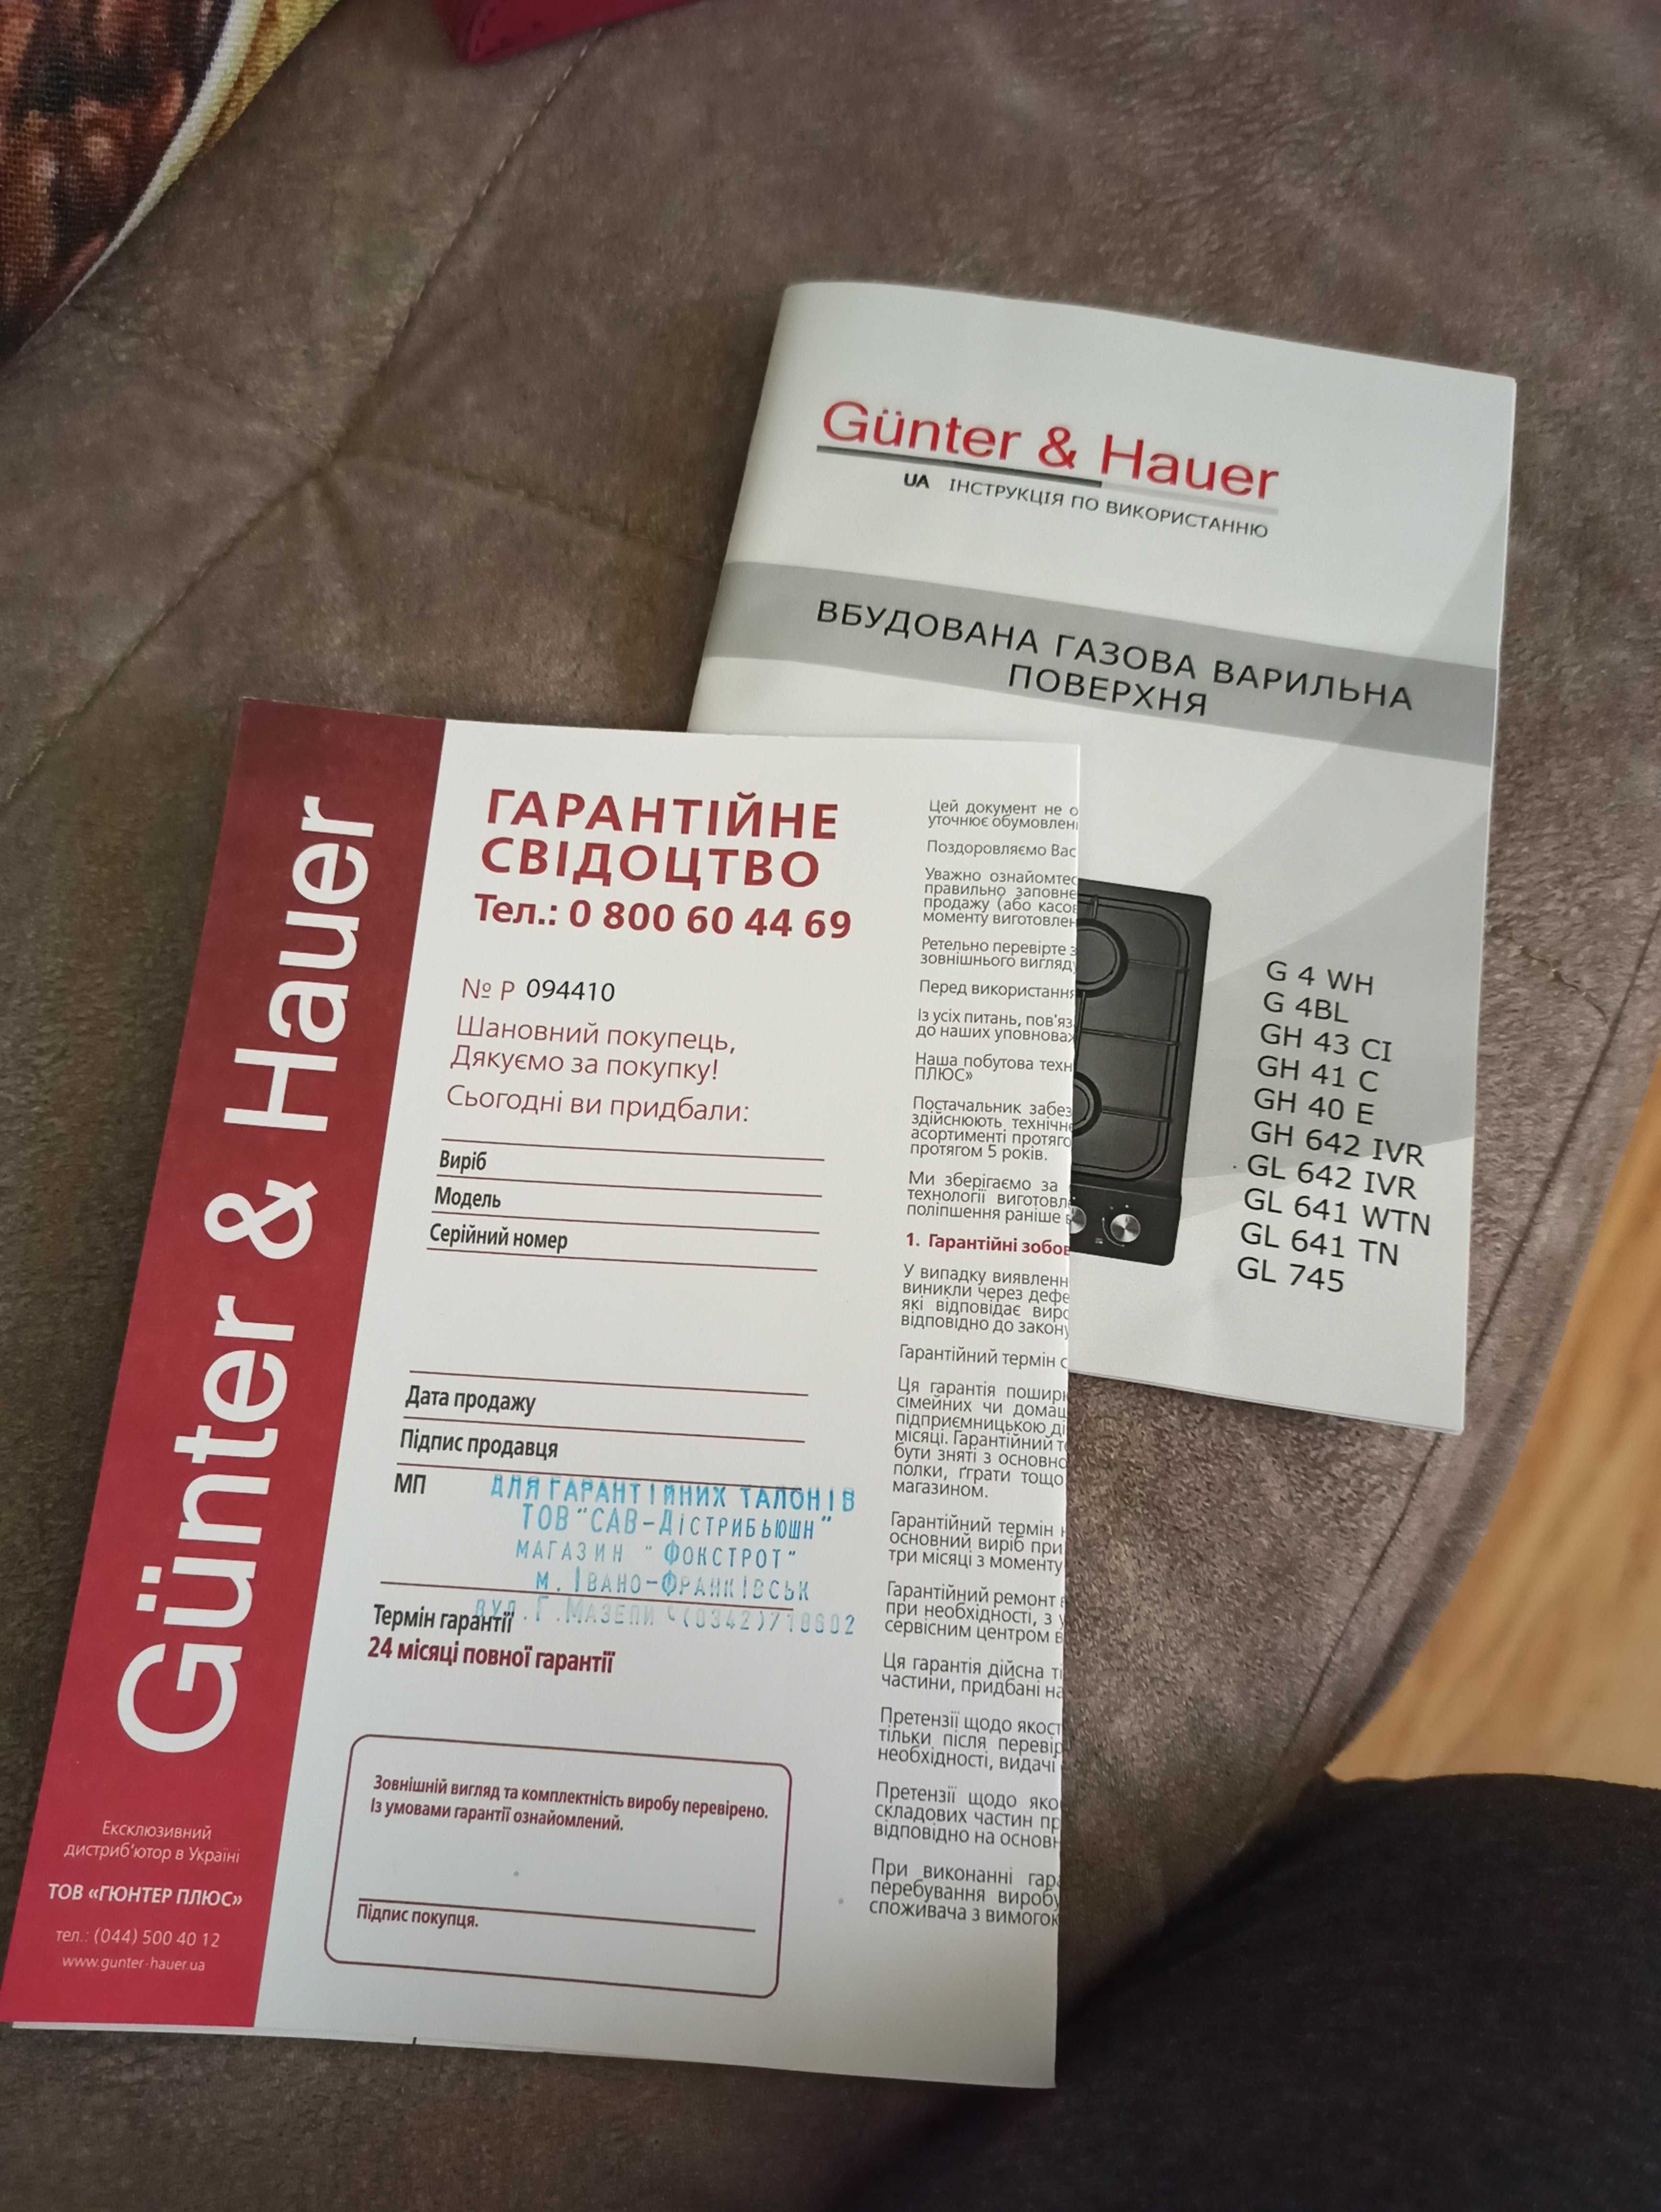 Günter & Hauer
UA ІНСТРУКЦІЯ ПО ВИКОРИСТАННЮ
ВБУДОВАНА ГАЗОВА ВАРИЛЬНА
ПОВЕРХНЯ
G 4 WH
G 4BL
GH 43 CI
GH 41 C
GH 40 E
GH 642 IVR
GL 642 IVR
GL 641 WTN
GL 641 TN
GL 745
Günter & Hauer
Ексклюзивний
дистриб'ютор в Україні
ТОВ «ГЮНТЕР ПЛЮС»
тел.: (044) 500 40 12
www.gunter-hauer.ua
ГАРАНТІЙНЕ
СВІДОЦТВО
Тел.: 0 800 60 44 69
№ Р 094410
Шановний покупець,
Дякуємо за покупку!
Сьогодні ви придбали:
Виріб
Модель
Серійний номер
Дата продажу
Підпис продавця
МП
ДЛЯ ГАРАНТІЙНИХ ТАЛОНІВ
ТОВ "САВ-ДІСТРИБЬЮШН"
МАГАЗИН "ФОКСТРОТ"
М. ІВАНО-ФРАНКІВСЬК
ВУЛ. Г. МАЗЕПИ (0342)710602
Термін гарантії
24 місяці повної гарантії
Зовнішній вигляд та комплектність виробу перевірено.
Із умовами гарантії ознайомлений.
Підпис покупця.
Цей документ не о
уточнює обумовлен
Поздоровляємо Вас
Уважно ознайомтес
правильно заповне
продажу (або касо
моменту виготовлен
Ретельно перевірте з
зовнішнього вигляд
Перед використання
Із усіх питань, пов'яз
до наших уповноваж
Наша побутова техн
ПЛЮС»
Постачальник забез
здійснюють технічно
асортименті протяго
протягом 5 років.
Ми зберігаємо за
технології виготовл
поліпшення раніше в
1. Гарантійні зобов
У випадку виявленн
виникли через дефе
які відповідає виро
відповідно до закону
Гарантійний термін с
Ця гарантія пошир
сімейних чи домаш
підприємницькою ді
місяці. Гарантійний т
бути зняті з основно
полки, ґграти тощо
магазином.
Гарантійний термін н
основний виріб при
три місяці з моменту
Гарантійний ремонт в
при необхідності, з у
сервісним центром в
Ця гарантія дійсна ті
частини, придбані на
Претензії щодо якост
тільки після перевір
необхідності, видачі
Претензії щодо яко
складових частин пр
відповідно на основн
При виконанні гара
перебування виробу
споживача з вимогою